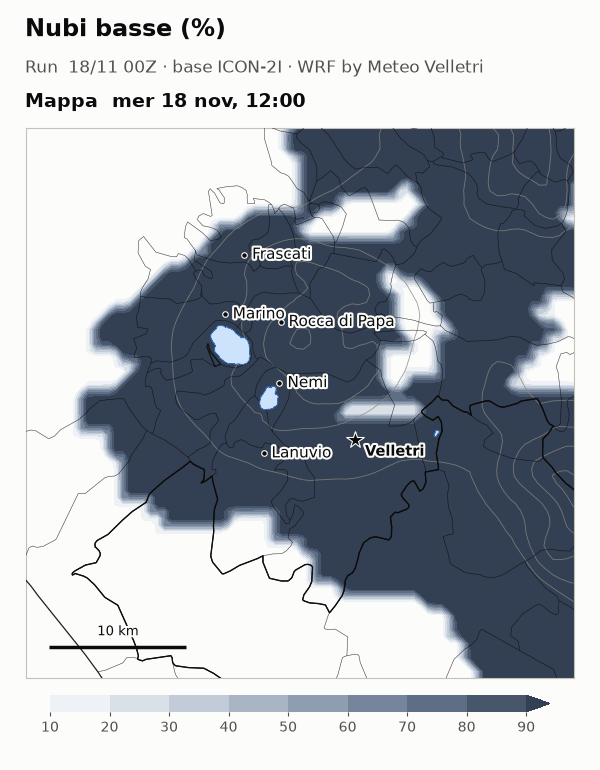 Nubi basse (%)
Run 18/11 00Z · base ICON-2I · WRF by Meteo Velletri
Mappa mer 18 nov, 12:00
Frascati
Marino
Rocca di Papa
Nemi
Velletri
Lanuvio
10 km
10 20 30 40 50 60 70 80 90